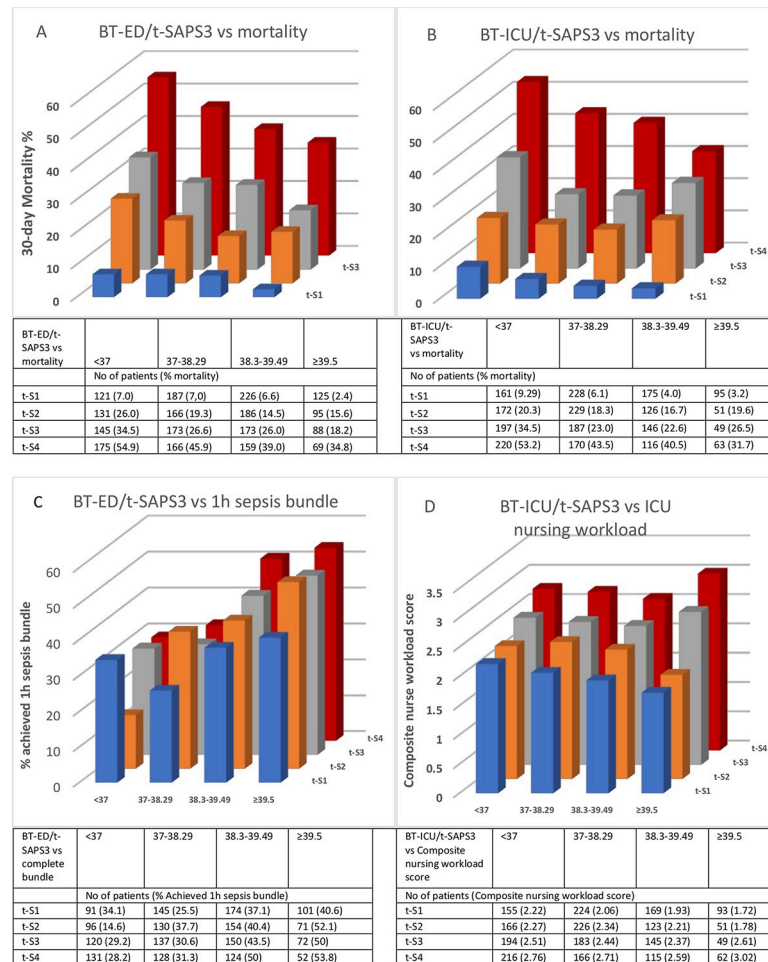 A BT-ED/t-SAPS3 vs mortality
30-day Mortality %
60
50
40
30
20
10
0
t-S3
t-S1
B BT-ICU/t-SAPS3 vs mortality
60
50
40
30
20
10
0
t-S4
t-S3
t-S2
t-S1
BT-ED/t-
SAPS3 vs
mortality <37 37-38.29 38.3-39.49 ≥39.5
No of patients (% mortality)
t-S1 121 (7.0) 187 (7,0) 226 (6.6) 125 (2.4)
t-S2 131 (26.0) 166 (19.3) 186 (14.5) 95 (15.6)
t-S3 145 (34.5) 173 (26.6) 173 (26.0) 88 (18.2)
t-S4 175 (54.9) 166 (45.9) 159 (39.0) 69 (34.8)
BT-ICU/t- <37 37-38.29 38.3-39.49 ≥39.5
SAPS3
vs mortality
No of patients (% mortality)
t-S1 161 (9.29) 228 (6.1) 175 (4.0) 95 (3.2)
t-S2 172 (20.3) 229 (18.3) 126 (16.7) 51 (19.6)
t-S3 197 (34.5) 187 (23.0) 146 (22.6) 49 (26.5)
t-S4 220 (53.2) 170 (43.5) 116 (40.5) 63 (31.7)
C BT-ED/t-SAPS3 vs 1h sepsis bundle
% achieved 1h sepsis bundle
60
50
40
30
20
10
0
t-S4
t-S3
t-S2
t-S1
<37 37-38.29 38.3-39.49 ≥39.5
D BT-ICU/t-SAPS3 vs ICU
nursing workload
Composite nurse workload score
3.5
3
2.5
2
1.5
1
0.5
0
t-S4
t-S3
t-S2
t-S1
<37 37-38.29 38.3-39.49 ≥39.5
BT-ED/t- <37 37-38.29 38.3-39.49 ≥39.5
SAPS3 vs
complete
bundle
No of patients (% Achieved 1h sepsis bundle)
t-S1 91 (34.1) 145 (25.5) 174 (37.1) 101 (40.6)
t-S2 96 (14.6) 130 (37.7) 154 (40.4) 71 (52.1)
t-S3 120 (29.2) 137 (30.6) 150 (43.5) 72 (50)
t-S4 131 (28.2) 128 (31.3) 124 (50) 52 (53.8)
BT-ICU/t-SAPS3 <37 37-38.29 38.3-39.49 ≥39.5
vs Composite
nursing workload
score
No of patients (Composite nursing workload score)
t-S1 155 (2.22) 224 (2.06) 169 (1.93) 93 (1.72)
t-S2 166 (2.27) 226 (2.34) 123 (2.21) 51 (1.78)
t-S3 194 (2.51) 183 (2.44) 145 (2.37) 49 (2.61)
t-S4 216 (2.76) 166 (2.71) 115 (2.59) 62 (3.02)